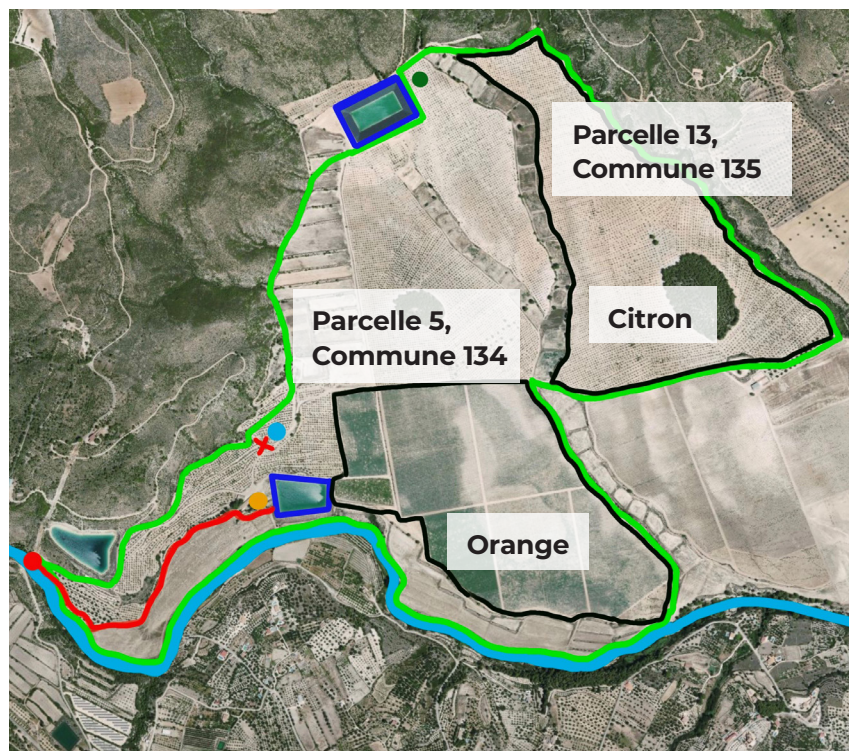 Parcelle 13,
Commune 135
Citron
Parcelle 5,
Commune 134
Orange